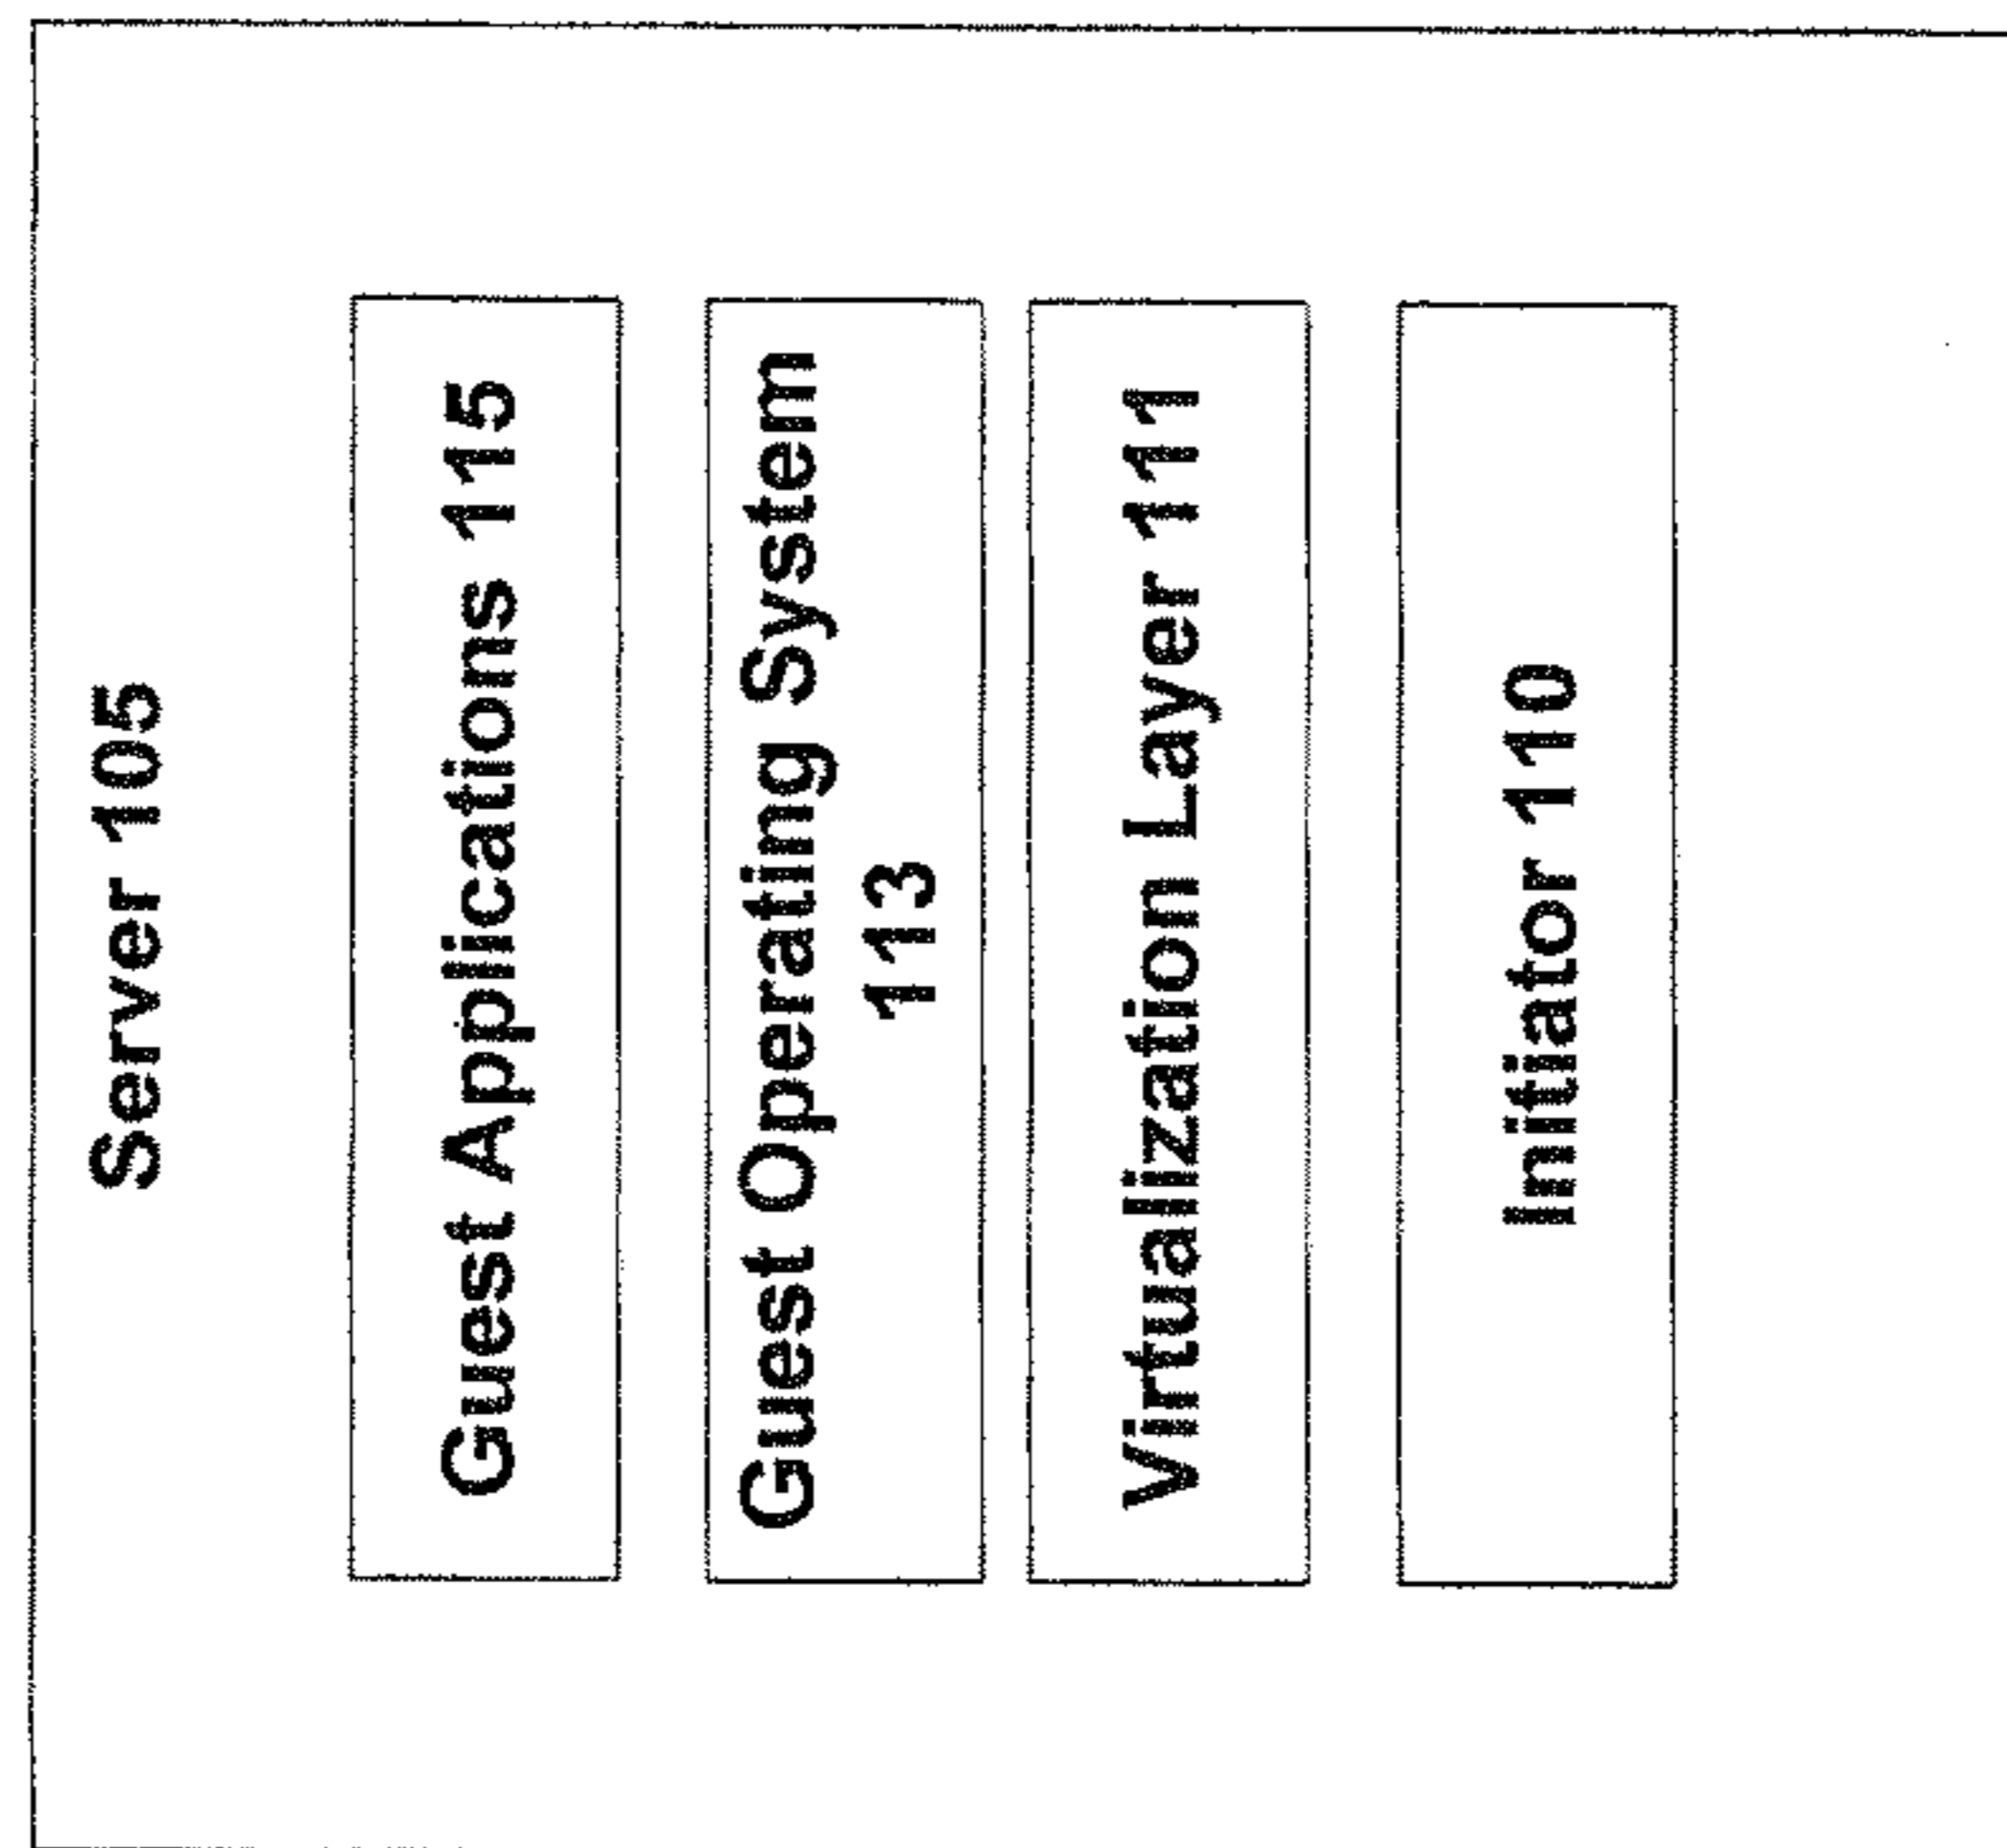 Server 105
Guest Applications 115
Guest Operating System
113
Virtualization Layer 111
Initiator 110